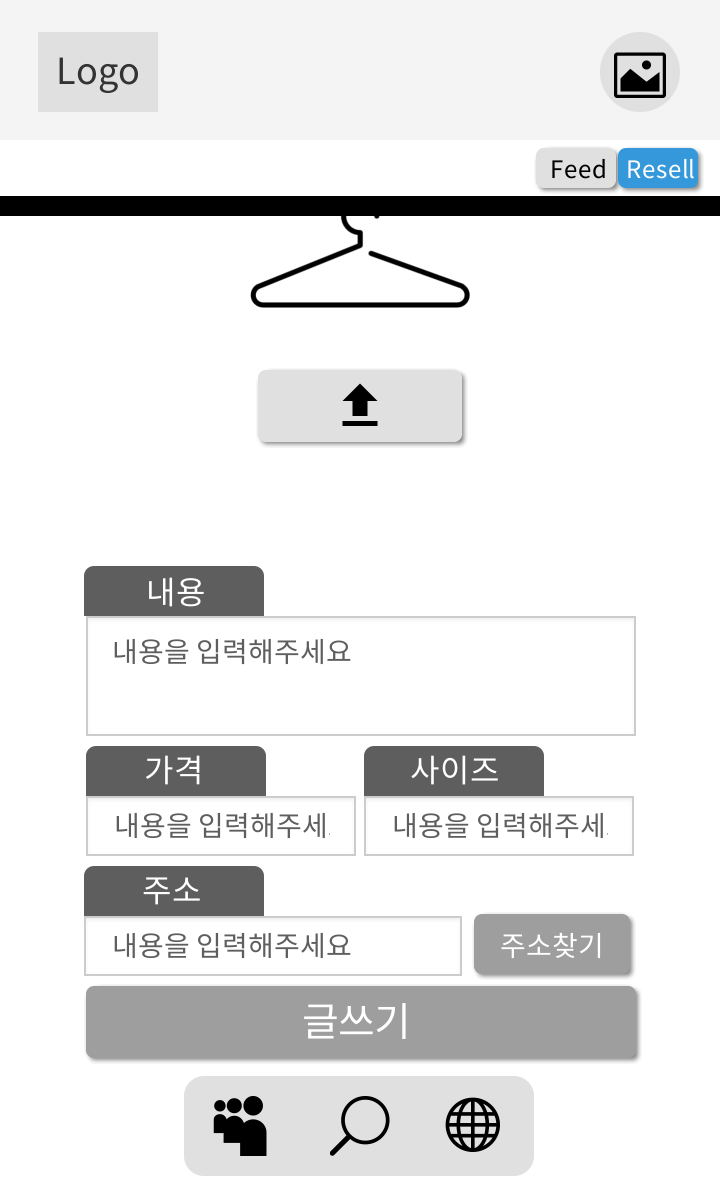 Logo
Feed
Resell
내용
내용을 입력해주세요
가격
사이즈
내용을 입력해주세.
내용을 입력해주세.
주소
내용을 입력해주세요
주소찾기
글쓰기